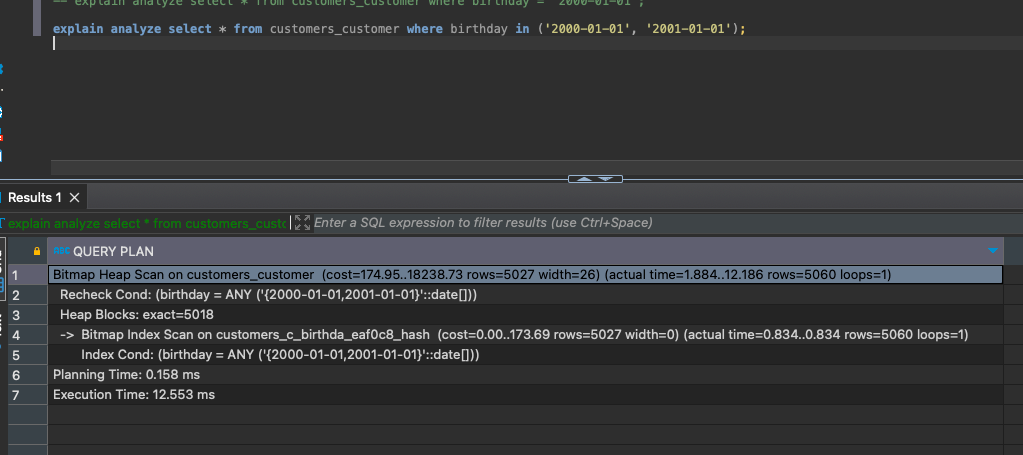 -- explain analyze select * from customers_customer where birthday = '2000-01-01';
explain analyze select * from customers_customer where birthday in ('2000-01-01', '2001-01-01');
Results 1
explain analyze select * from customers_custo
Enter a SQL expression to filter results (use Ctrl+Space)
ABC QUERY PLAN
1 Bitmap Heap Scan on customers_customer (cost=174.95..18238.73 rows=5027 width=26) (actual time=1.884..12.186 rows=5060 loops=1)
2 Recheck Cond: (birthday = ANY ('{2000-01-01,2001-01-01}'::date[]))
3 Heap Blocks: exact=5018
4 -> Bitmap Index Scan on customers_c_birthda_eaf0c8_hash (cost=0.00..173.69 rows=5027 width=0) (actual time=0.834..0.834 rows=5060 loops=1)
5 Index Cond: (birthday = ANY ('{2000-01-01,2001-01-01}'::date[]))
6 Planning Time: 0.158 ms
7 Execution Time: 12.553 ms